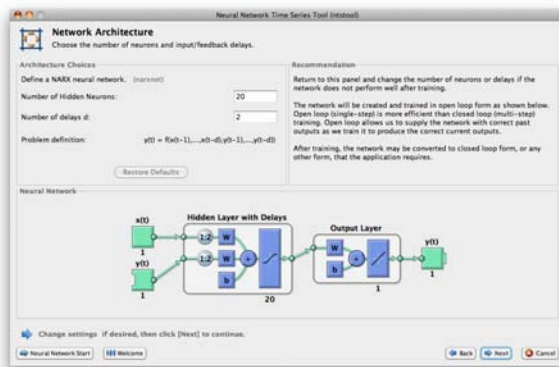 Neural Network Time Series Tool (ntstool)
Network Architecture
Choose the number of neurons and input/feedback delays.
Architecture Choices
Define a NARX neural network. (narxnet)
Number of Hidden Neurons: 20
Number of delays d: 2
Problem definition: y(t) = f(x(t-1),...,x(t-d),y(t-1),...,y(t-d))
Restore Defaults
Recommendation
Return to this panel and change the number of neurons or delays if the
network does not perform well after training.
The network will be created and trained in open loop form as shown below.
Open loop (single-step) is more efficient than closed loop (multi-step)
training. Open loop allows us to supply the network with correct past
outputs as we train it to produce the correct current outputs.
After training, the network may be converted to closed loop form, or any
other form, that the application requires.
Neural Network
Hidden Layer with Delays
Output Layer
x(t)
1
y(t)
1
1:2
W
1:2
W
b
+
20
W
b
+
1
y(t)
1
Change settings if desired, then click [Next] to continue.
Neural Network Start
Welcome
Back
Next
Cancel